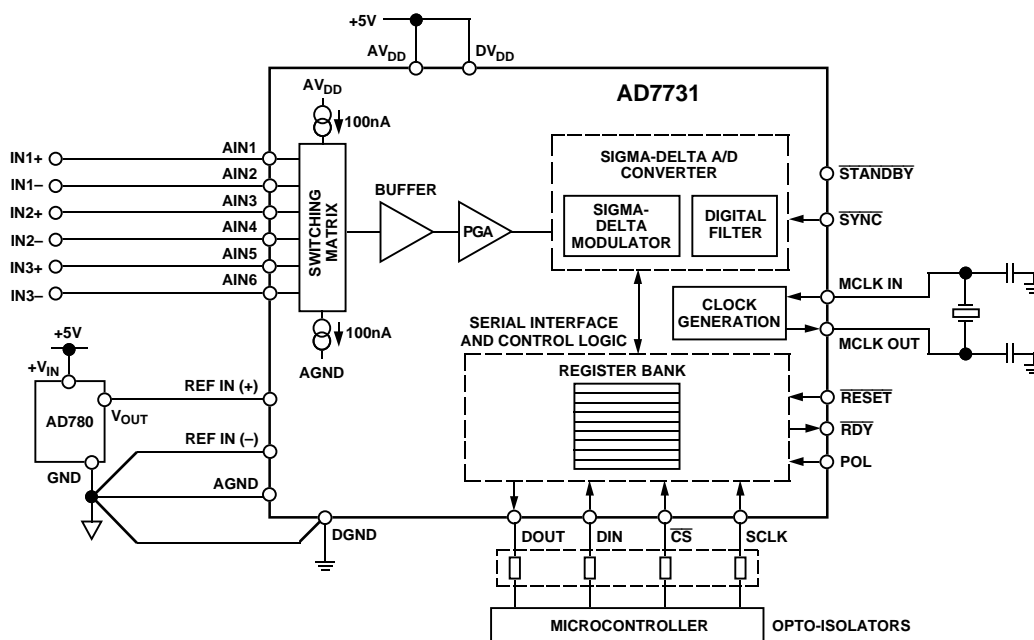 +5V
AVDD
DVDD
AD7731
AVDD
100nA
IN1+
IN1–
IN2+
IN2–
IN3+
IN3–
AIN1
AIN2
AIN3
AIN4
AIN5
AIN6
SWITCHING
MATRIX
BUFFER
PGA
SIGMA-DELTA A/D
CONVERTER
SIGMA-
DELTA
MODULATOR
DIGITAL
FILTER
STANDBY
SYNC
MCLK IN
CLOCK
GENERATION
MCLK OUT
100nA
AGND
SERIAL INTERFACE
AND CONTROL LOGIC
REGISTER BANK
+5V
+VIN
AD780
VOUT
GND
REF IN (+)
REF IN (–)
AGND
DGND
RESET
RDY
POL
DOUT
DIN
CS
SCLK
MICROCONTROLLER
OPTO-ISOLATORS